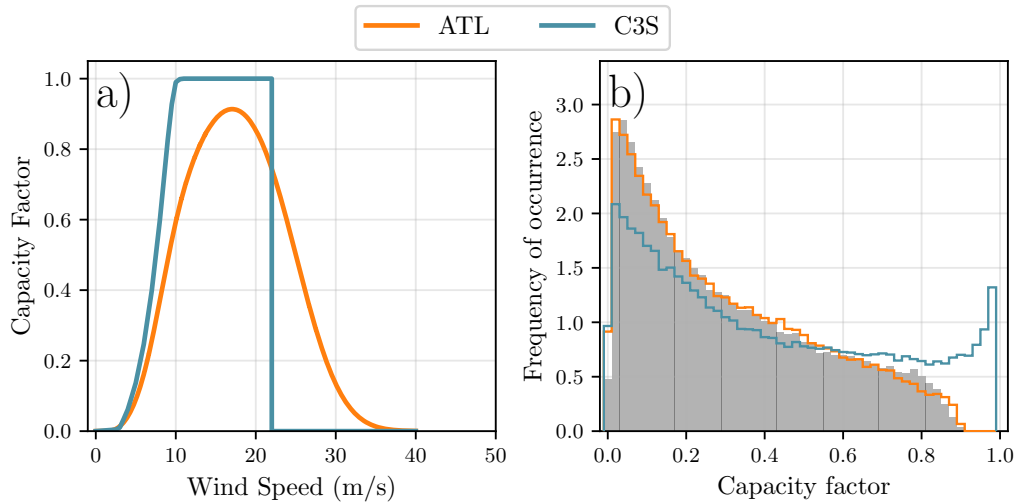 ATL C3S
a)
Capacity Factor
1.0
0.8
0.6
0.4
0.2
0.0
0 10 20 30 40 50
Wind Speed (m/s)
b)
Frequency of occurrence
3.0
2.5
2.0
1.5
1.0
0.5
0.0
0.0 0.2 0.4 0.6 0.8 1.0
Capacity factor